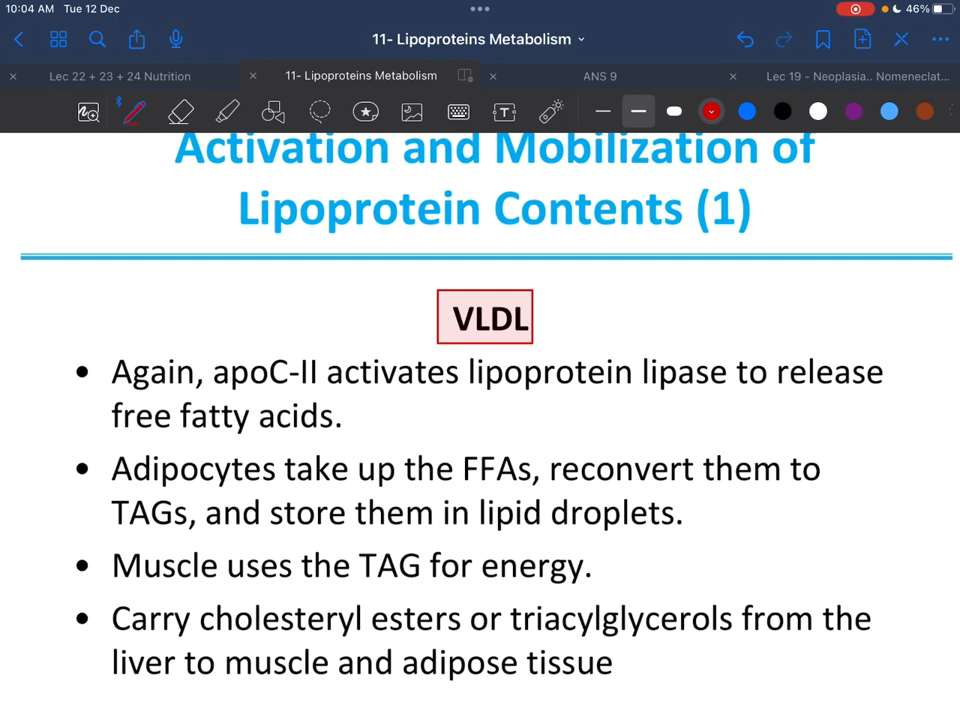 10:04 AM Tue 12 Dec
46%
11- Lipoproteins Metabolism
Lec 22 + 23 + 24 Nutrition
11- Lipoproteins Metabolism
ANS 9
Lec 19 - Neoplasia.. Nomeneclat...
T
Activation and Mobilization of
Lipoprotein Contents (1)
VLDL
• Again, apoC-II activates lipoprotein lipase to release
free fatty acids.
• Adipocytes take up the FFAs, reconvert them to
TAGs, and store them in lipid droplets.
• Muscle uses the TAG for energy.
• Carry cholesteryl esters or triacylglycerols from the
liver to muscle and adipose tissue